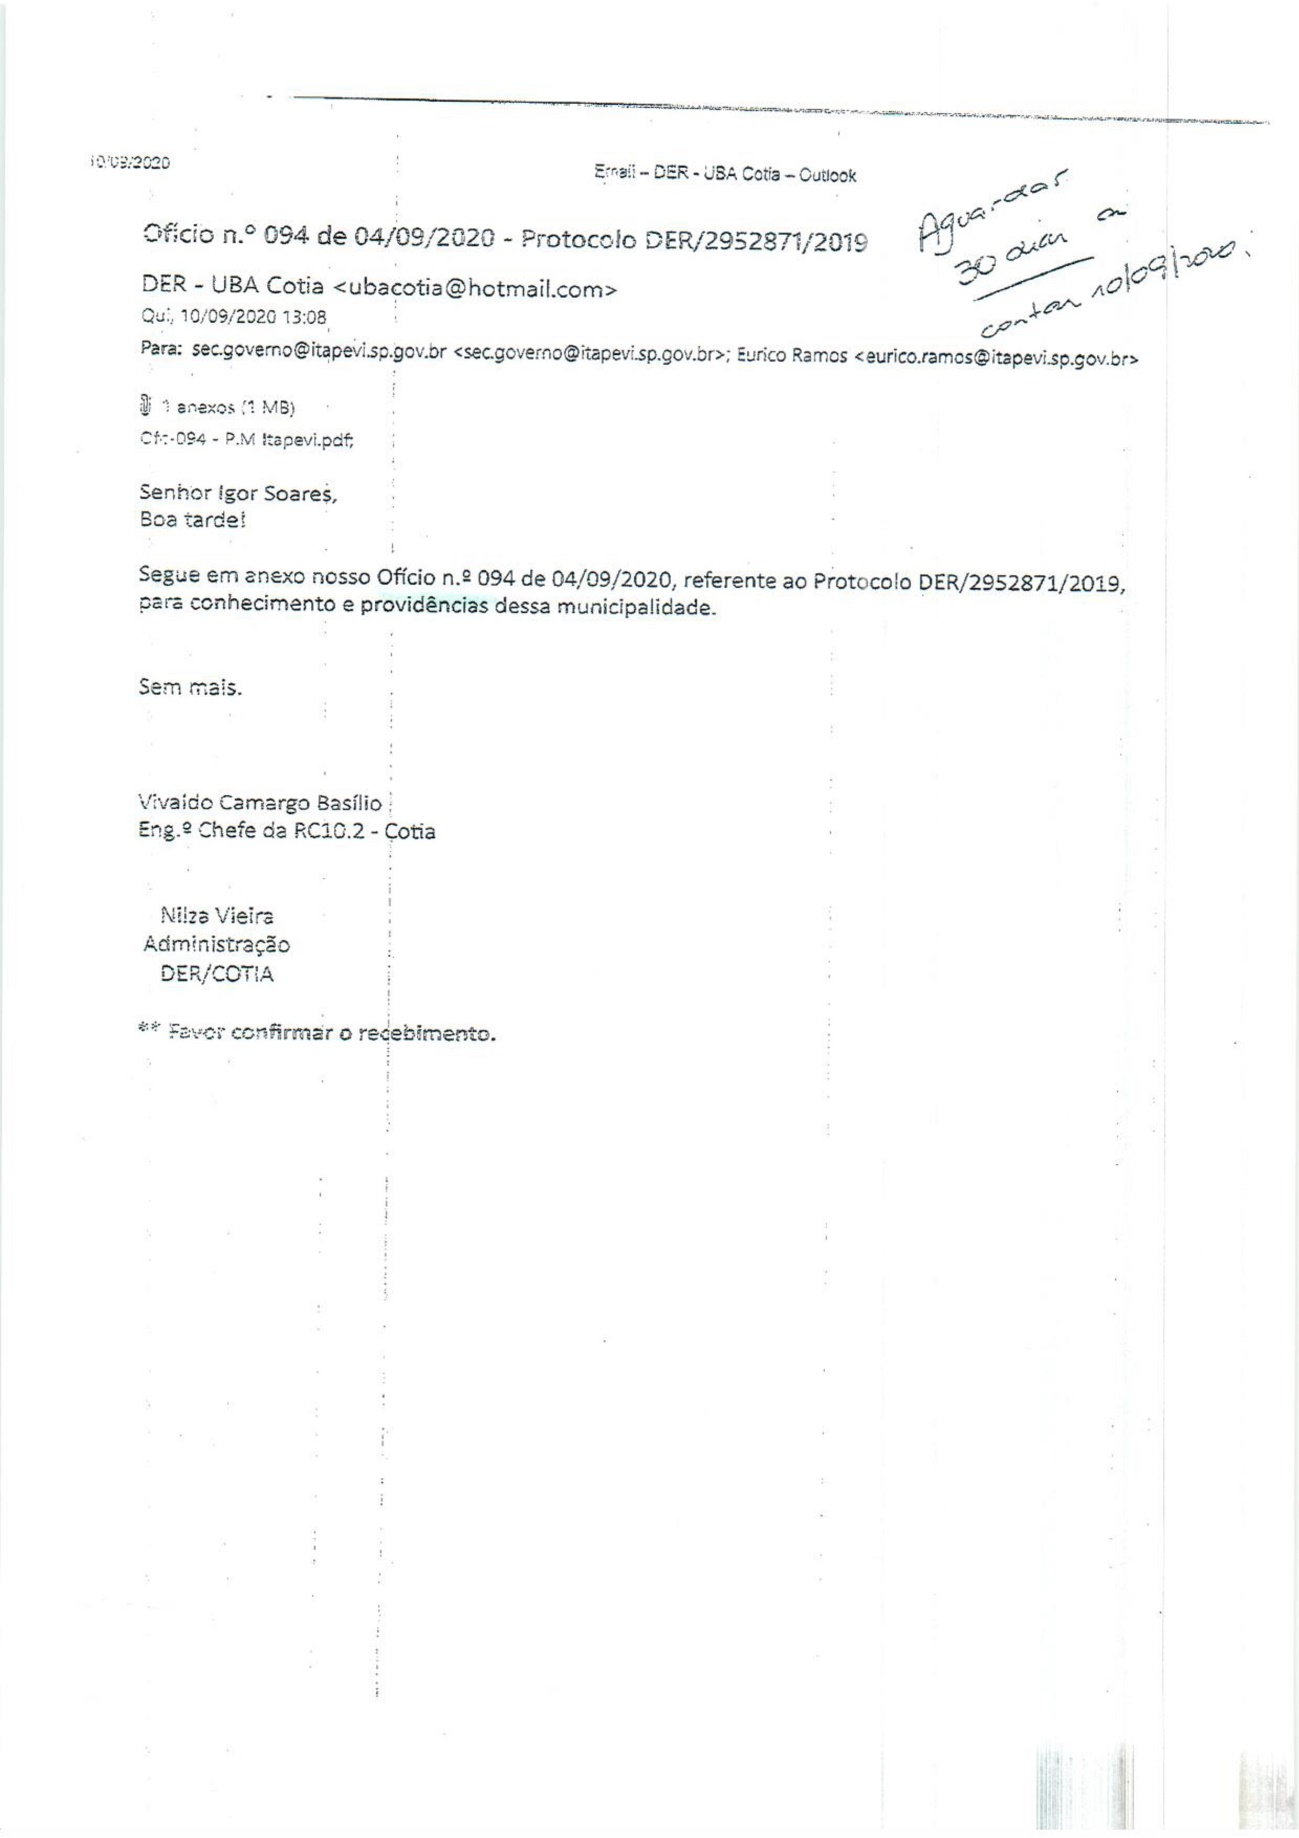 10/09/2020
Email – DER - UBA Cotia – Outlook
Aguardar
30 dias a
contar 10/09/2020.
Ofício n.º 094 de 04/09/2020 - Protocolo DER/2952871/2019
DER - UBA Cotia <ubacotia@hotmail.com>
Qui, 10/09/2020 13:08
Para: sec.governo@itapevi.sp.gov.br <sec.governo@itapevi.sp.gov.br>; Eurico Ramos <eurico.ramos@itapevi.sp.gov.br>
1 anexos (1 MB)
Ofc-094 - P.M Itapevi.pdf;
Senhor Igor Soares,
Boa tarde!
Segue em anexo nosso Ofício n.º 094 de 04/09/2020, referente ao Protocolo DER/2952871/2019,
para conhecimento e providências dessa municipalidade.
Sem mais.
Vivaldo Camargo Basílio
Eng.º Chefe da RC10.2 - Cotia
Nilza Vieira
Administração
DER/COTIA
** Favor confirmar o recebimento.